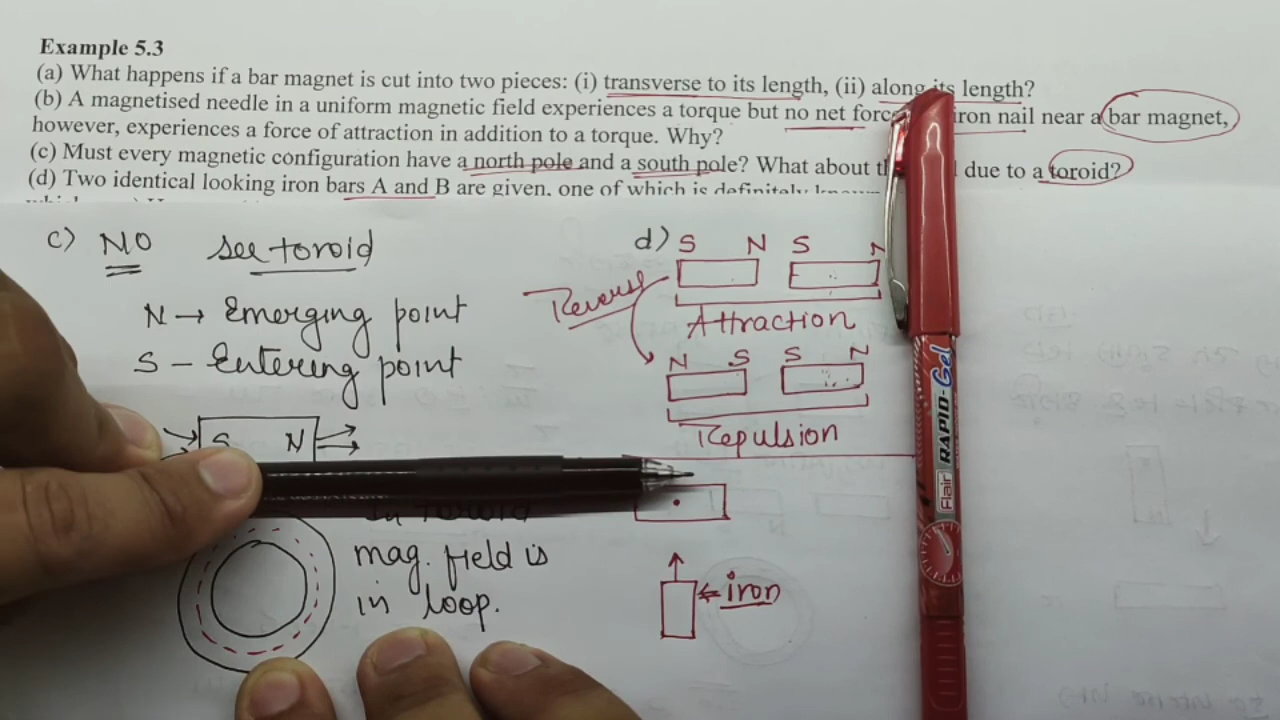 Example 5.3
(a) What happens if a bar magnet is cut into two pieces: (i) transverse to its length, (ii) along its length?
(b) A magnetised needle in a uniform magnetic field experiences a torque but no net force iron nail near a bar magnet,
however, experiences a force of attraction in addition to a torque. Why?
(c) Must every magnetic configuration have a north pole and a south pole? What about due to a toroid?
(d) Two identical looking iron bars A and B are given, one of which is definitely
c) NO see toroid
N → Emerging point
S – Entering point
S N
mag. field is
in loop.
d) S N S N
Attraction
Reverse
N S S N
Repulsion
iron
Flair RAPID-Gel